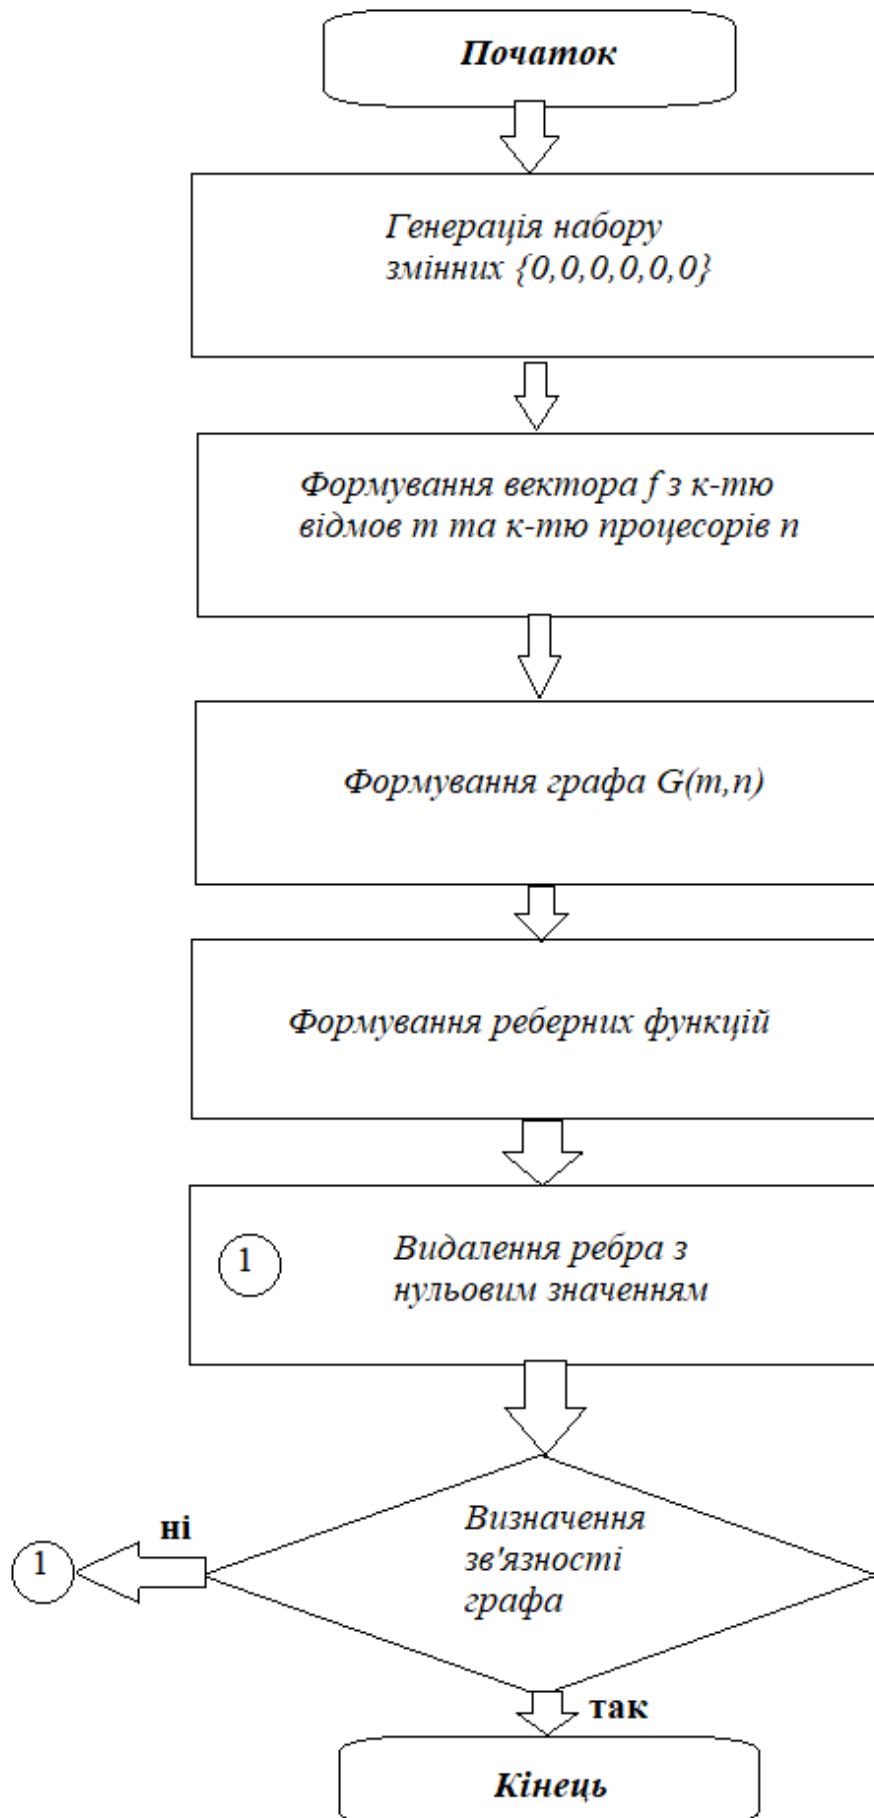 Початок
Генерація набору
змінних {0,0,0,0,0,0}
Формування вектора f з к-тю
відмов m та к-тю процесорів n
Формування графа G(m,n)
Формування реберних функцій
1
Видалення ребра з
нульовим значенням
ні
1
Визначення
зв'язності
графа
так
Кінець